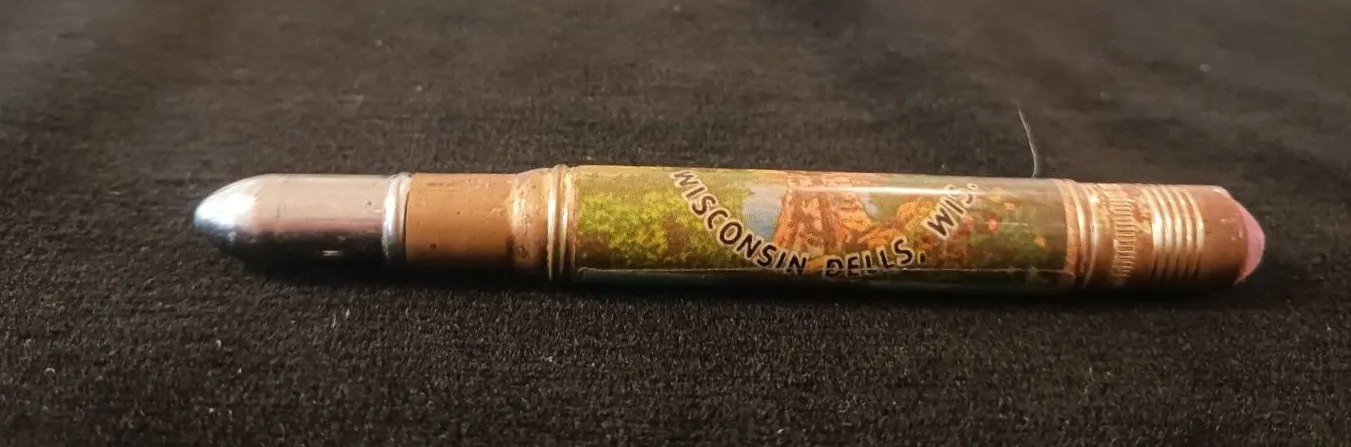 WISCONSIN DELLS, WIS.